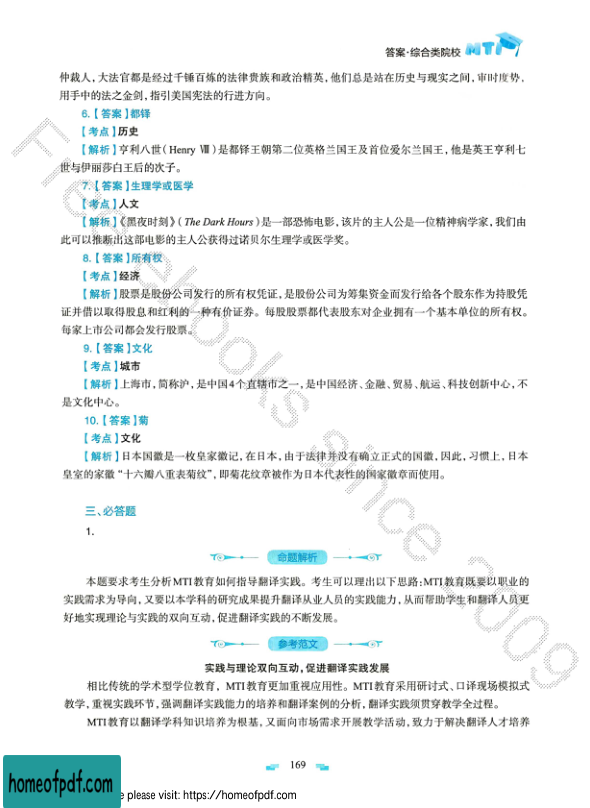 答案·综合类院校 MTI
仲裁人，大法官都是经过千锤百炼的法律贵族和政治精英，他们总是站在历史与现实之间，审时度势，
用手中的法之金剑，指引美国宪法的行进方向。
6.【答案】都铎
【考点】历史
【解析】亨利八世（Henry Ⅷ）是都铎王朝第二位英格兰国王及首位爱尔兰国王，他是英王亨利七
世与伊丽莎白王后的次子。
7.【答案】生理学或医学
【考点】人文
【解析】《黑夜时刻》（The Dark Hours）是一部恐怖电影，该片的主人公是一位精神病学家，我们由
此可以推断出这部电影的主人公获得过诺贝尔生理学或医学奖。
8.【答案】所有权
【考点】经济
【解析】股票是股份公司发行的所有权凭证，是股份公司为筹集资金而发行给各个股东作为持股凭
证并借以取得股息和红利的一种有价证券。每股股票都代表股东对企业拥有一个基本单位的所有权。
每家上市公司都会发行股票。
9.【答案】文化
【考点】城市
【解析】上海市，简称沪，是中国4个直辖市之一，是中国经济、金融、贸易、航运、科技创新中心，不
是文化中心。
10.【答案】菊
【考点】文化
【解析】日本国徽是一枚皇家徽记，在日本，由于法律并没有确立正式的国徽，因此，习惯上，日本
皇室的家徽“十六瓣八重表菊纹”，即菊花纹章被作为日本代表性的国家徽章而使用。
三、必答题
1.
命题解析
本题要求考生分析MTI教育如何指导翻译实践。考生可以理出以下思路：MTI教育既要以职业的
实践需求为导向，又要以本学科的研究成果提升翻译从业人员的实践能力，从而帮助学生和翻译人员更
好地实现理论与实践的双向互动，促进翻译实践的不断发展。
参考范文
实践与理论双向互动，促进翻译实践发展
相比传统的学术型学位教育，MTI教育更加重视应用性。MTI教育采用研讨式、口译现场模拟式
教学，重视实践环节，强调翻译实践能力的培养和翻译案例的分析，翻译实践须贯穿教学全过程。
MTI教育以翻译学科知识培养为根基，又面向市场需求开展教学活动，致力于解决翻译人才培养
169
Free ebooks since 2009
homeofpdf.com
e please visit: https://homeofpdf.com